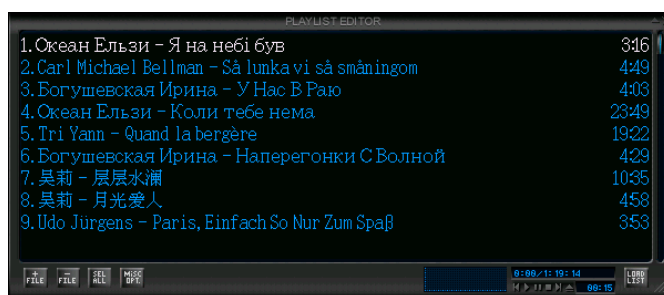 PLAYLIST EDITOR
1. Океан Ельзи - Я на небі був 3:16
2. Carl Michael Bellman - Så lunka vi så småningom 4:49
3. Богушевская Ирина - У Нас В Раю 4:03
4. Океан Ельзи - Коли тебе нема 23:49
5. Tri Yann - Quand la bergère 19:22
6. Богушевская Ирина - Наперегонки С Волной 4:29
7. 吴莉 - 层层水澜 10:35
8. 吴莉 - 月光爱人 4:58
9. Udo Jürgens - Paris, Einfach So Nur Zum Spaß 3:53
+ FILE - FILE SEL ALL MISC OPT. 0:00/1:19:14 LOAD LIST
00:15